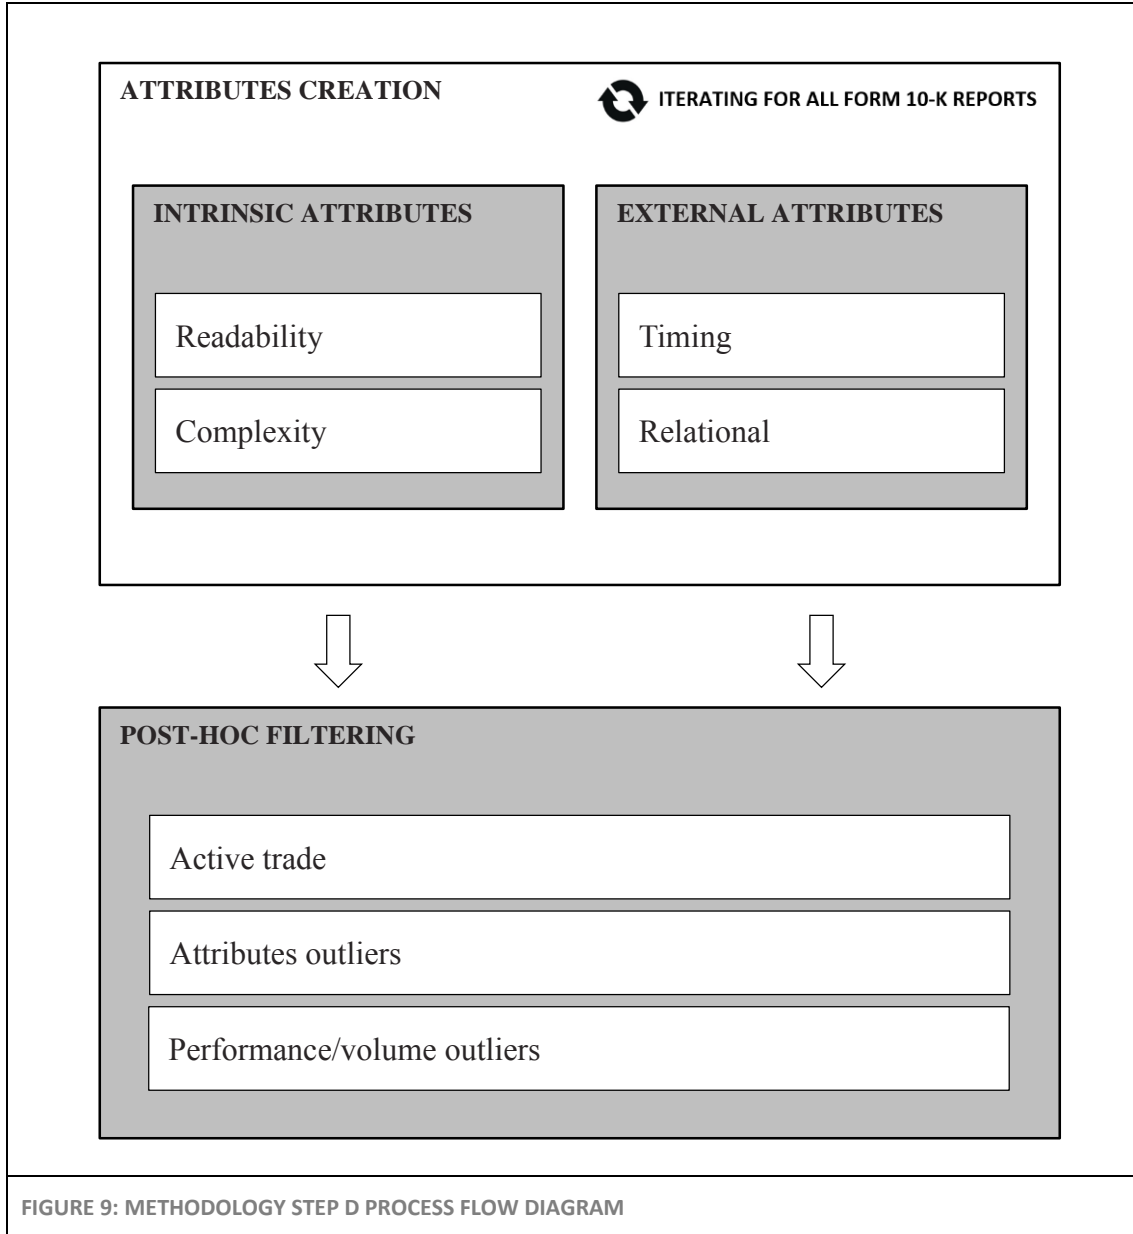 ATTRIBUTES CREATION
ITERATING FOR ALL FORM 10-K REPORTS
INTRINSIC ATTRIBUTES
Readability
Complexity
EXTERNAL ATTRIBUTES
Timing
Relational
POST-HOC FILTERING
Active trade
Attributes outliers
Performance/volume outliers
FIGURE 9: METHODOLOGY STEP D PROCESS FLOW DIAGRAM